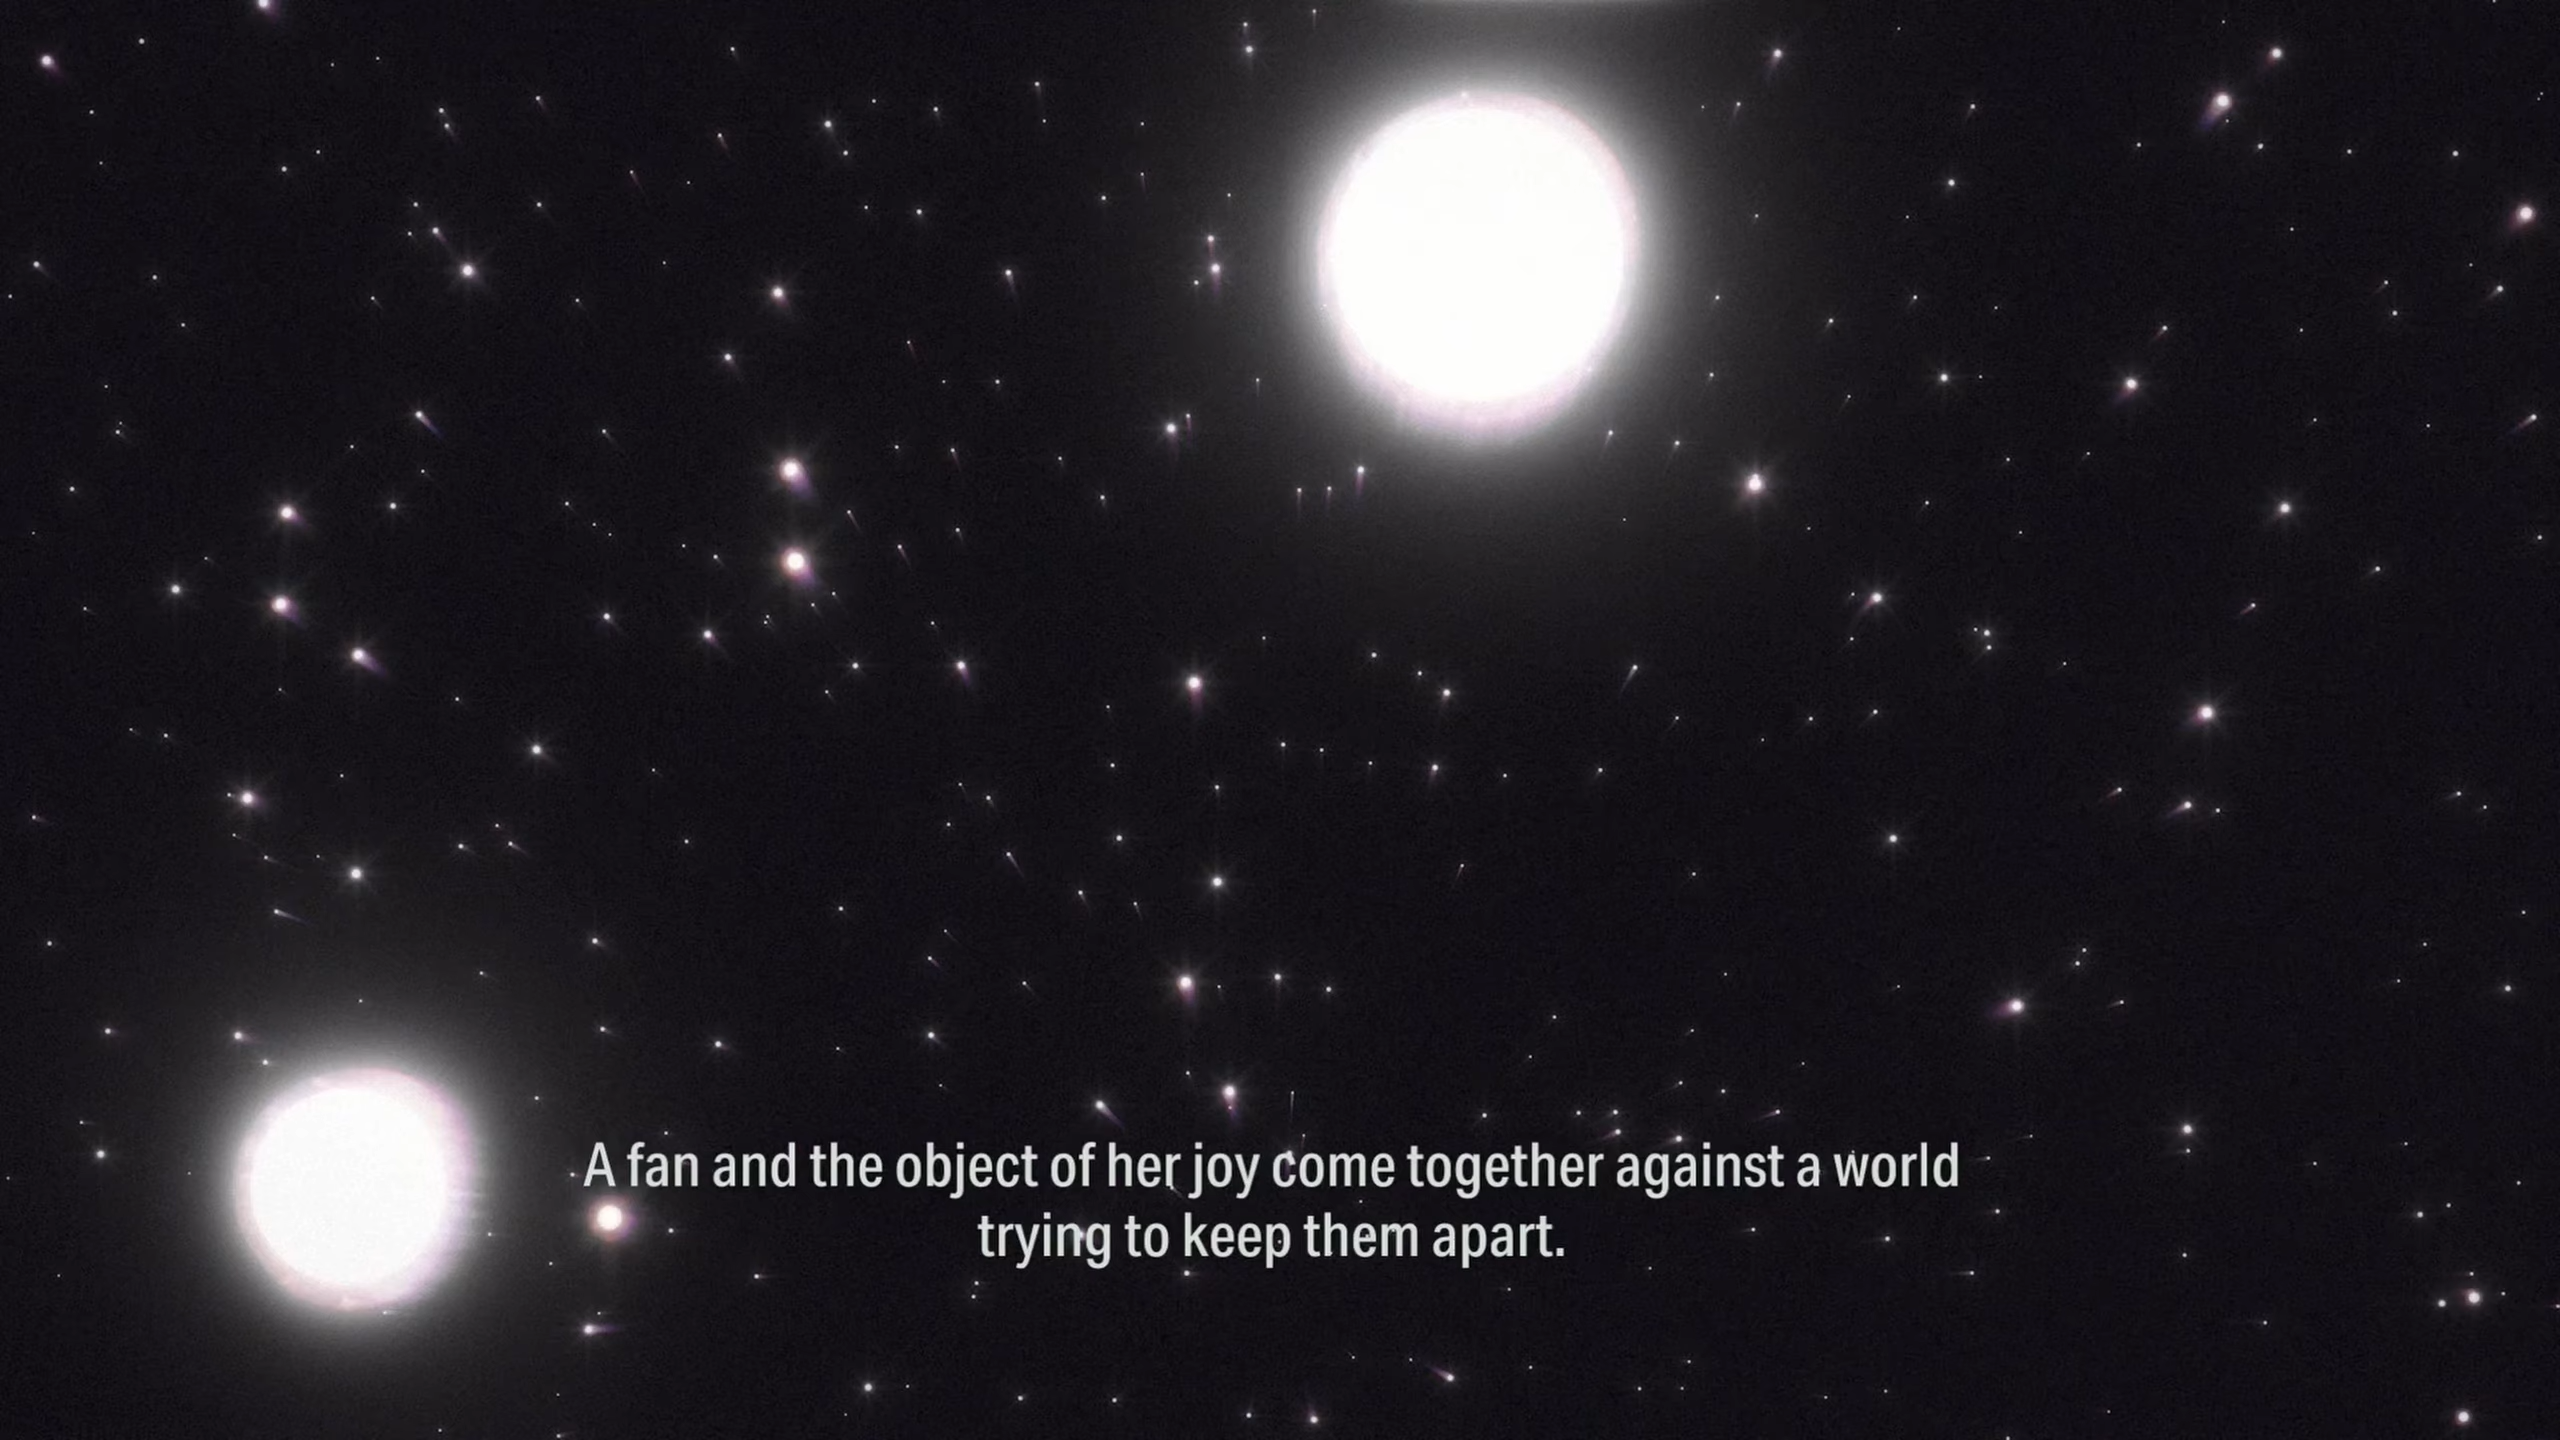 A fan and the object of her joy come together against a world
trying to keep them apart.